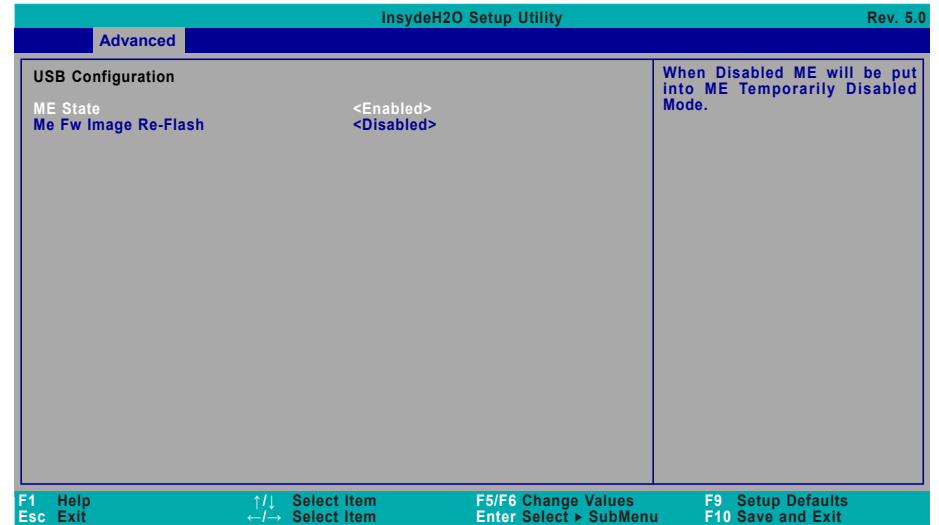 InsydeH2O Setup Utility Rev. 5.0
Advanced
USB Configuration
ME State <Enabled>
Me Fw Image Re-Flash <Disabled>
When Disabled ME will be put
into ME Temporarily Disabled
Mode.
F1 Help ↑/↓ Select Item F5/F6 Change Values F9 Setup Defaults
Esc Exit ←/→ Select Item Enter Select ▶ SubMenu F10 Save and Exit